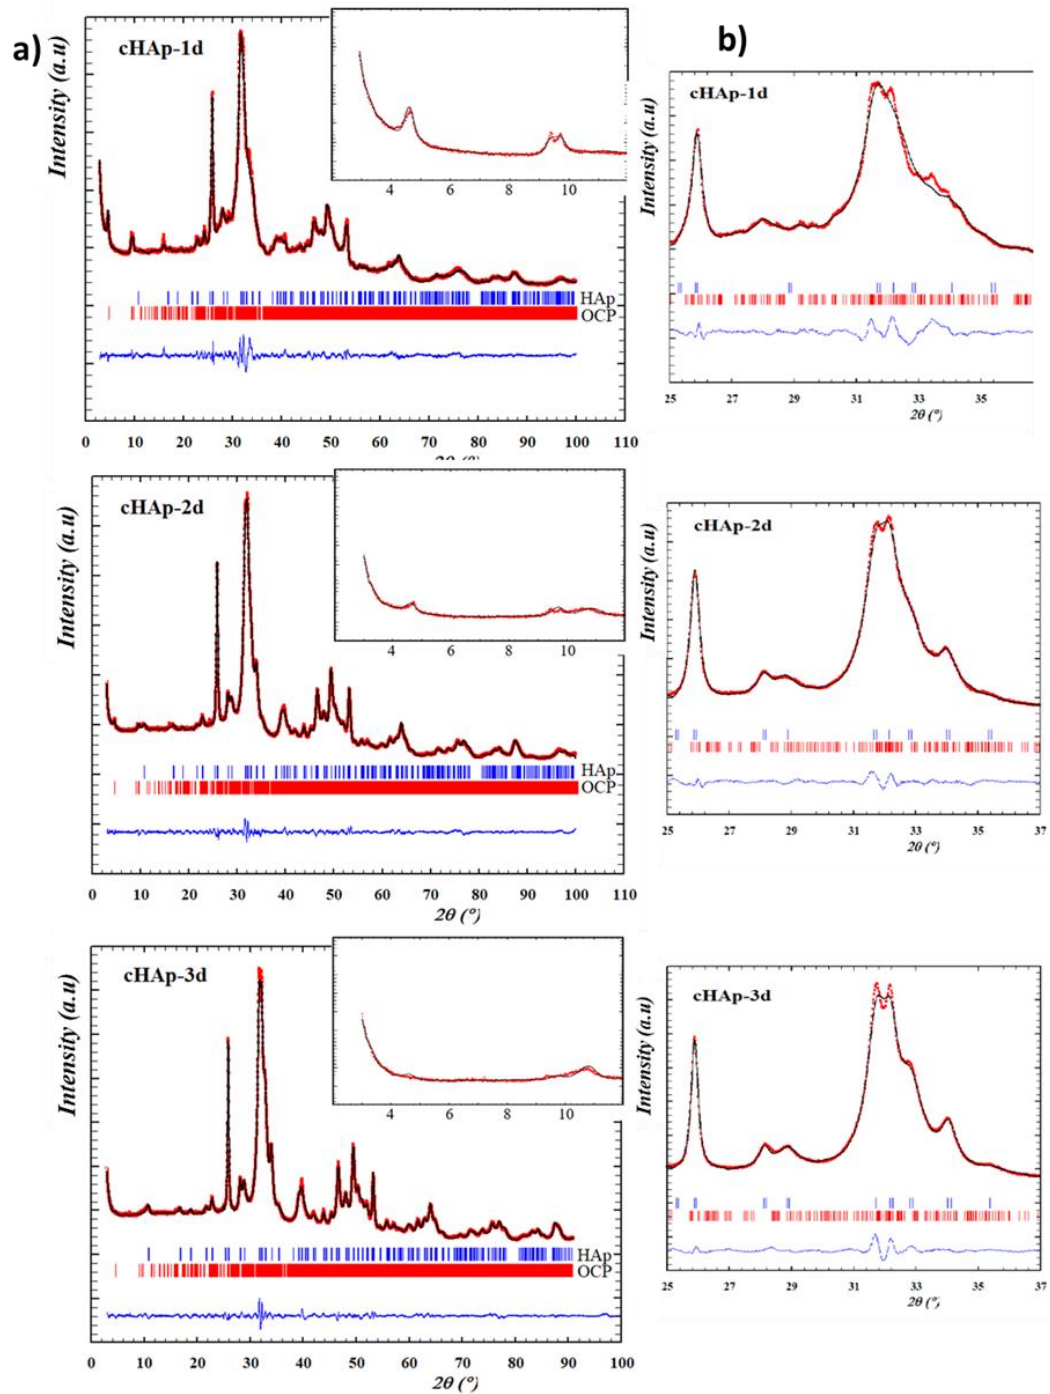 a)
cHAp-1d
Intensity (a.u)
4 6 8 10
HAp
OCP
0 10 20 30 40 50 60 70 80 90 100 110
b)
cHAp-1d
Intensity (a.u)
25 27 29 31 33 35
2θ (°)
cHAp-2d
Intensity (a.u)
4 6 8 10
HAp
OCP
0 10 20 30 40 50 60 70 80 90 100 110
2θ (°)
cHAp-2d
Intensity (a.u)
25 27 29 31 33 35 37
2θ (°)
cHAp-3d
Intensity (a.u)
4 6 8 10
HAp
OCP
0 10 20 30 40 50 60 70 80 90 100
2θ (°)
cHAp-3d
Intensity (a.u)
25 27 29 31 33 35 37
2θ (°)